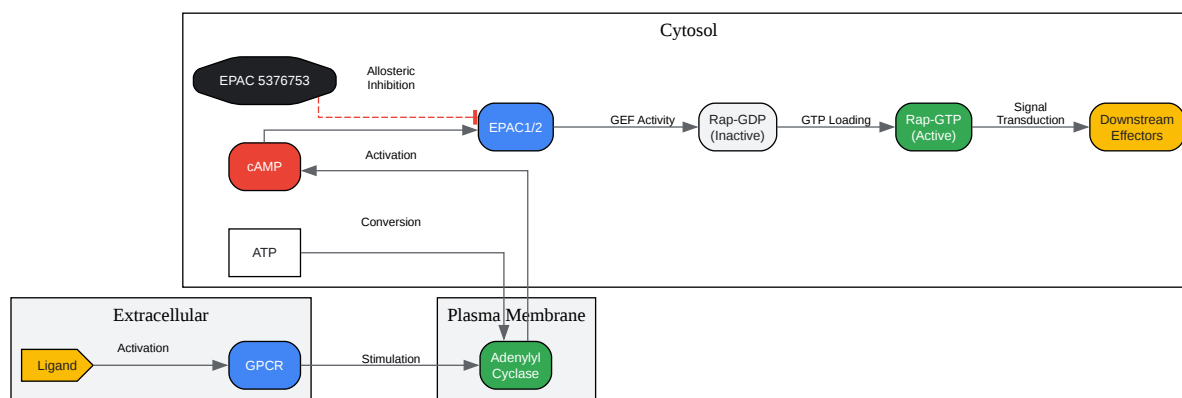 Cytosol
EPAC 5376753
Allosteric
Inhibition
EPAC1/2
GEF Activity
Rap-GDP
(Inactive)
GTP Loading
Rap-GTP
(Active)
Signal
Transduction
Downstream
Effectors
cAMP
Activation
Conversion
ATP
Extracellular
Plasma Membrane
Ligand
Activation
GPCR
Stimulation
Adenylyl
Cyclase